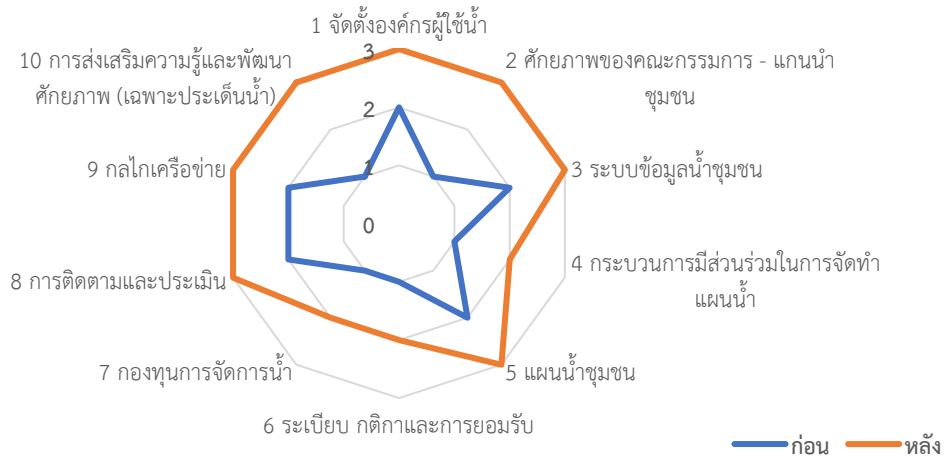 1 จัดตั้งองค์กรผู้ใช้น้ำ
2 ศักยภาพของคณะกรรมการ - แกนนำ
ชุมชน
3 ระบบข้อมูลน้ำชุมชน
4 กระบวนการมีส่วนร่วมในการจัดทำ
แผนน้ำ
5 แผนน้ำชุมชน
6 ระเบียบ กติกาและการยอมรับ
7 กองทุนการจัดการน้ำ
8 การติดตามและประเมิน
9 กลไกเครือข่าย
10 การส่งเสริมความรู้และพัฒนา
ศักยภาพ (เฉพาะประเด็นน้ำ)
3
2
1
0
ก่อน
หลัง